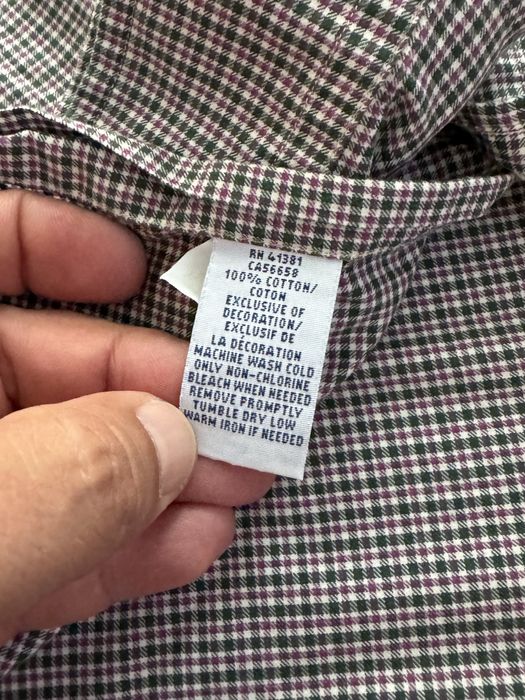 RN 41381
CA56658
100% COTTON/
COTON
EXCLUSIVE OF
DECORATION/
EXCLUSIF DE
LA DÉCORATION
MACHINE WASH COLD
ONLY NON-CHLORINE
BLEACH WHEN NEEDED
REMOVE PROMPTLY
TUMBLE DRY LOW
WARM IRON IF NEEDED